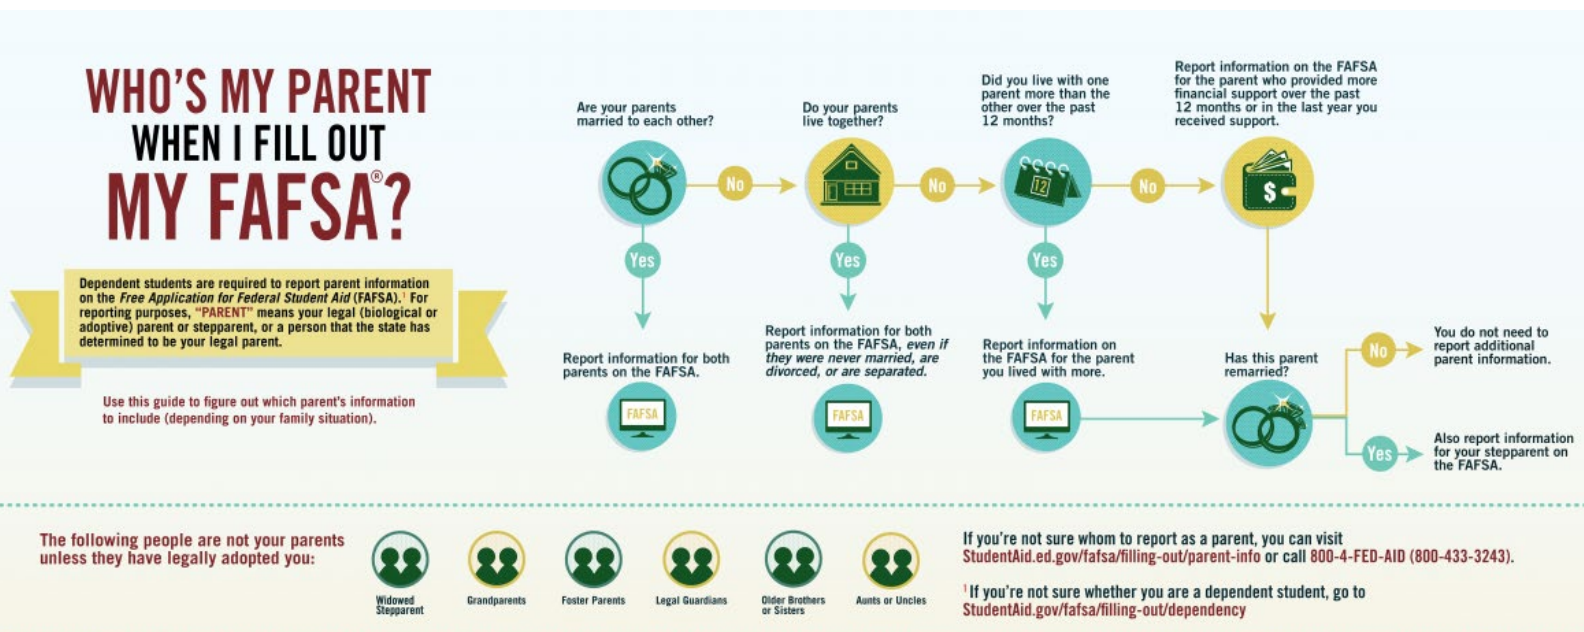 WHO'S MY PARENT
WHEN I FILL OUT
MY FAFSA®?
Dependent students are required to report parent information
on the Free Application for Federal Student Aid (FAFSA).¹ For
reporting purposes, "PARENT" means your legal (biological or
adoptive) parent or stepparent, or a person that the state has
determined to be your legal parent.
Use this guide to figure out which parent's information
to include (depending on your family situation).
Are your parents
married to each other?
No
Do your parents
live together?
No
Did you live with one
parent more than the
other over the past
12 months?
12
No
Report information on the FAFSA
for the parent who provided more
financial support over the past
12 months or in the last year you
received support.
$
Yes
Yes
Yes
Report information for both
parents on the FAFSA.
FAFSA
Report information for both
parents on the FAFSA, even if
they were never married, are
divorced, or are separated.
FAFSA
Report information on
the FAFSA for the parent
you lived with more.
FAFSA
Has this parent
remarried?
No
You do not need to
report additional
parent information.
Yes
Also report information
for your stepparent on
the FAFSA.
The following people are not your parents
unless they have legally adopted you:
Widowed
Stepparent
Grandparents
Foster Parents
Legal Guardians
Older Brothers
or Sisters
Aunts or Uncles
If you're not sure whom to report as a parent, you can visit
StudentAid.ed.gov/fafsa/filling-out/parent-info or call 800-4-FED-AID (800-433-3243).
¹ If you're not sure whether you are a dependent student, go to
StudentAid.gov/fafsa/filling-out/dependency